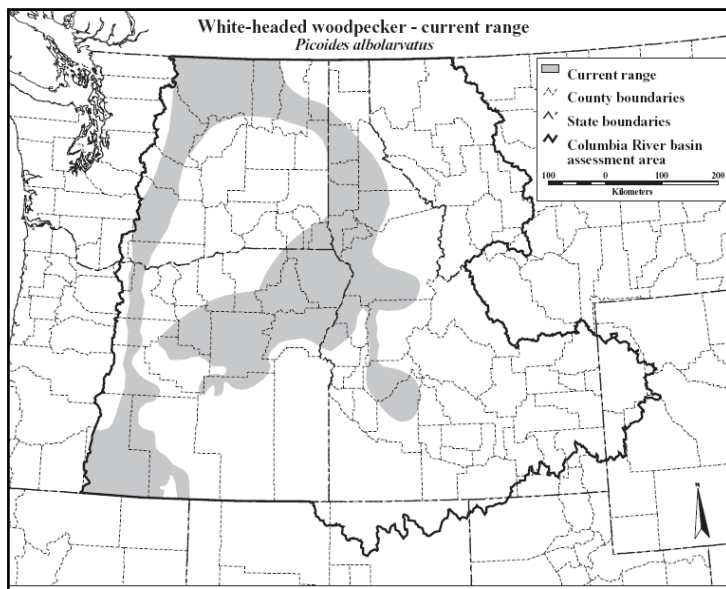 White-headed woodpecker - current range
Picoides albolarvatus
Current range
County boundaries
State boundaries
Columbia River basin
assessment area
100 0 100 200
Kilometers
N